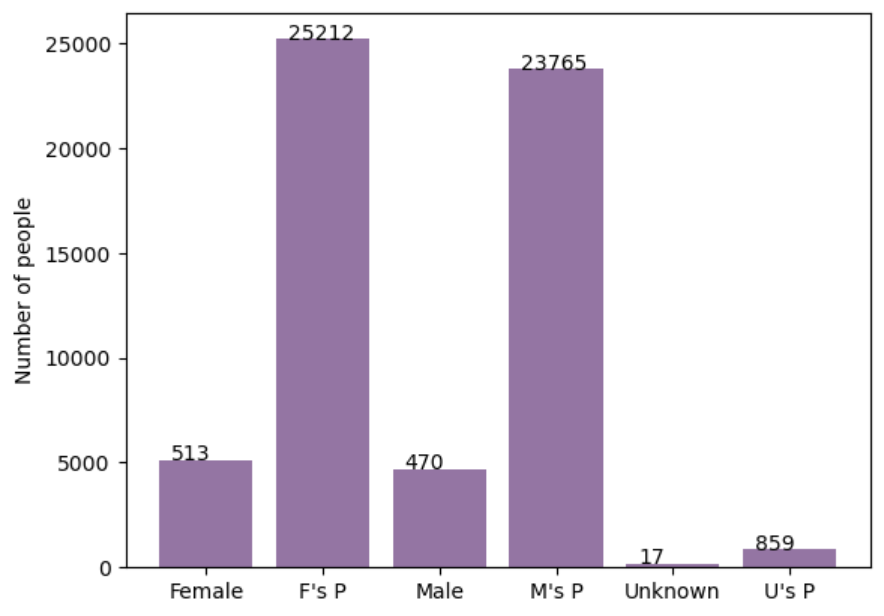 25000
20000
15000
10000
5000
0
Number of people
513
25212
470
23765
17
859
Female
F's P
Male
M's P
Unknown
U's P